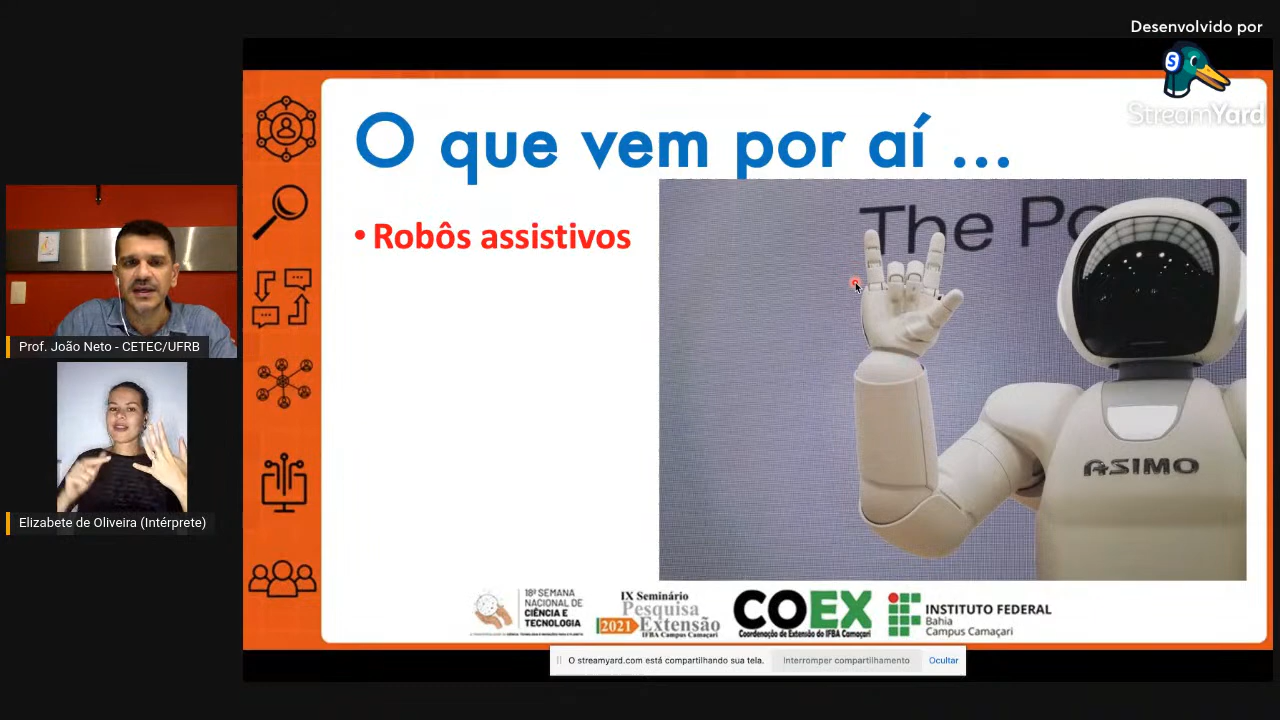 Desenvolvido por
StreamYard
O que vem por aí ...
• Robôs assistivos
The Po
ASIMO
Prof. João Neto - CETEC/UFRB
Elizabete de Oliveira (Intérprete)
18ª SEMANA
NACIONAL DE
CIÊNCIA E
TECNOLOGIA
IX Seminário
Pesquisa
2021 Extensão
IFBA Campus Camaçari
COEX
Coordenação de Extensão do IFBA Camaçari
INSTITUTO FEDERAL
Bahia
Campus Camaçari
O streamyard.com está compartilhando sua tela.
Interromper compartilhamento
Ocultar